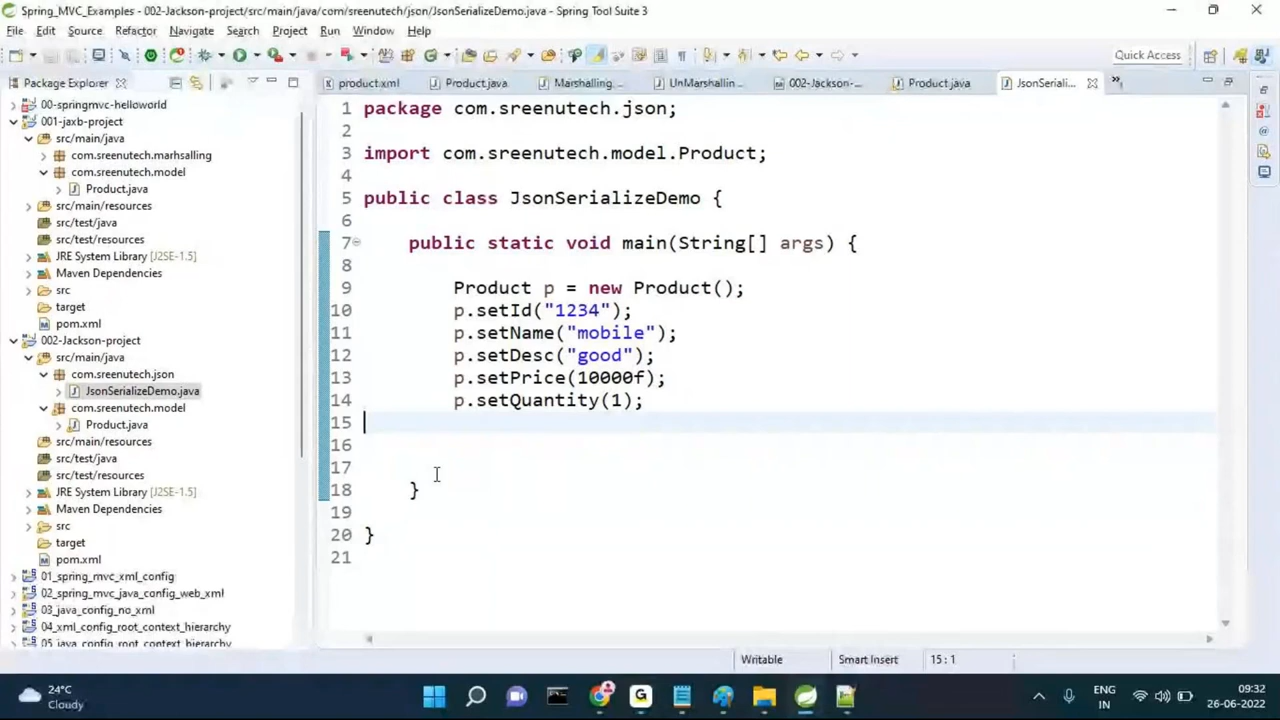 Spring_MVC_Examples - 002-Jackson-project/src/main/java/com/sreenutech/json/JsonSerializeDemo.java - Spring Tool Suite 3
File Edit Source Refactor Navigate Search Project Run Window Help
Quick Access
Package Explorer
product.xml Product.java Marshalling... UnMarshallin... 002-Jackson-... Product.java JsonSeriali...
00-springmvc-helloworld
001-jaxb-project
src/main/java
com.sreenutech.marhsalling
com.sreenutech.model
Product.java
src/main/resources
src/test/java
src/test/resources
JRE System Library [J2SE-1.5]
Maven Dependencies
src
target
pom.xml
002-Jackson-project
src/main/java
com.sreenutech.json
JsonSerializeDemo.java
com.sreenutech.model
Product.java
src/main/resources
src/test/java
src/test/resources
JRE System Library [J2SE-1.5]
Maven Dependencies
src
target
pom.xml
01_spring_mvc_xml_config
02_spring_mvc_java_config_web_xml
03_java_config_no_xml
04_xml_config_root_context_hierarchy
05_java_config_root_context_hierarchy
1 package com.sreenutech.json;
2
3 import com.sreenutech.model.Product;
4
5 public class JsonSerializeDemo {
6
7 public static void main(String[] args) {
8
9 Product p = new Product();
10 p.setId("1234");
11 p.setName("mobile");
12 p.setDesc("good");
13 p.setPrice(10000f);
14 p.setQuantity(1);
15
16
17
18 }
19
20 }
21
Writable Smart Insert 15 : 1
24°C
Cloudy
ENG
IN
09:32
26-06-2022